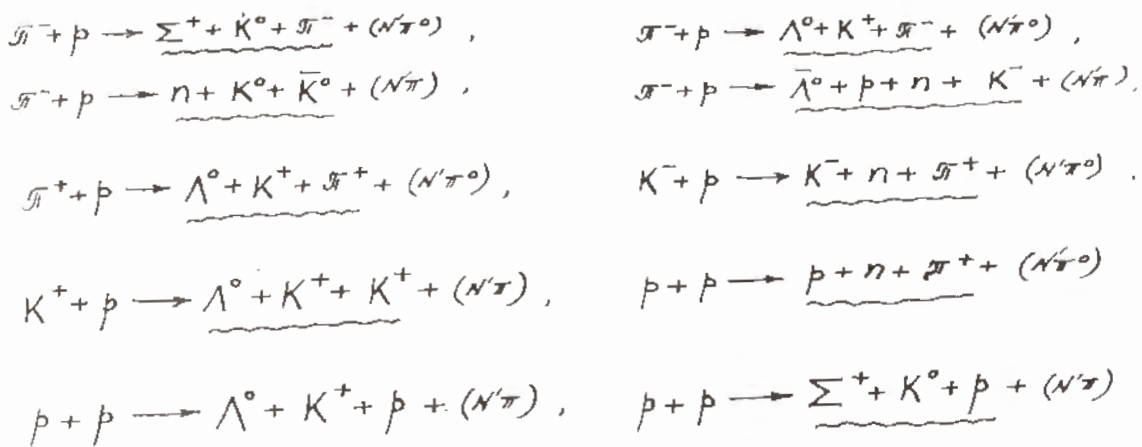 π⁻ + p → Σ⁺ + K⁰ + π⁻ + (N'π⁰) , π⁻ + p → Λ⁰ + K⁺ + π⁻ + (N'π⁰) ,
π⁻ + p → n + K⁰ + K̄⁰ + (N'π) , π⁻ + p → Λ̄⁰ + p + n + K⁻ + (N'π) ,
π⁺ + p → Λ⁰ + K⁺ + π⁺ + (N'π⁰) , K⁻ + p → K⁻ + n + π⁺ + (N'π⁰) .
K⁺ + p → Λ⁰ + K⁺ + K⁺ + (N'π) , p + p → p + n + π⁺ + (N'π⁰)
p + p → Λ⁰ + K⁺ + p + (N'π) , p + p → Σ⁺ + K⁰ + p + (N'π)